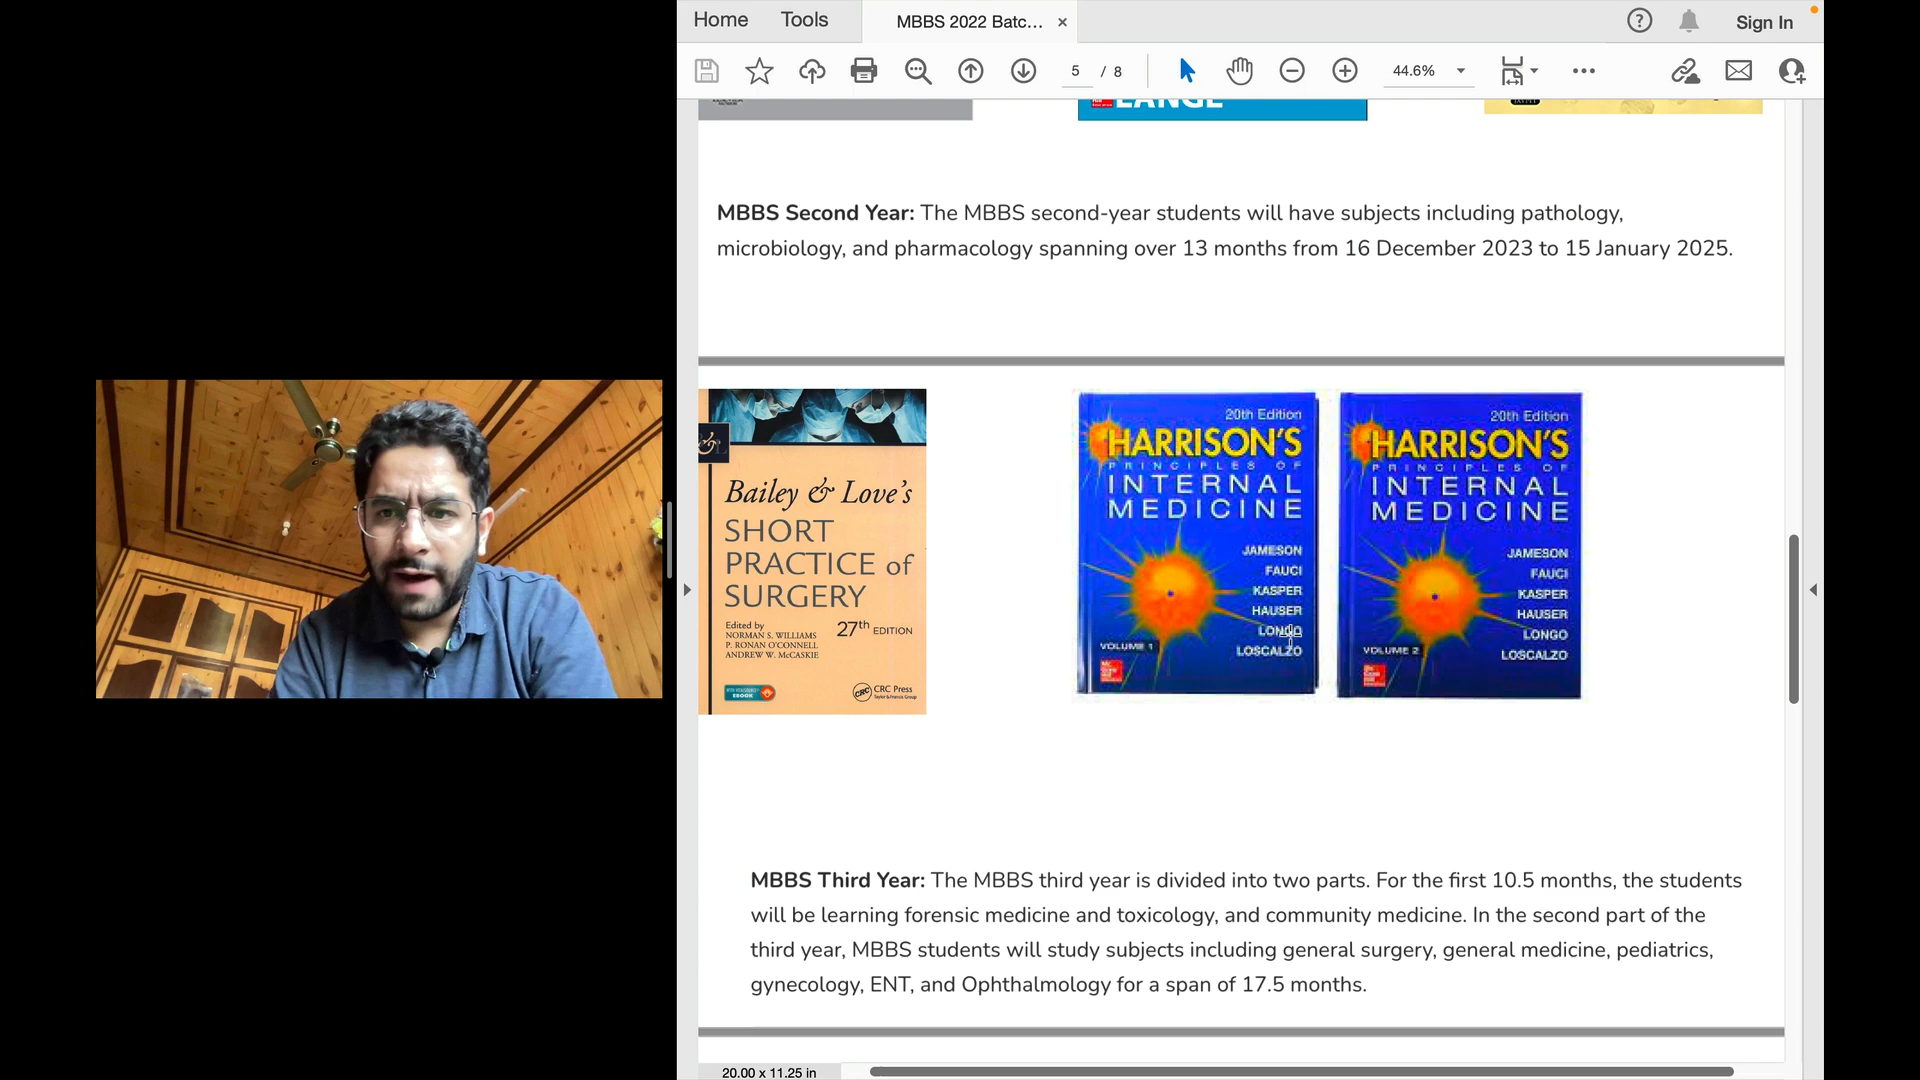 Home Tools MBBS 2022 Batc... × Sign In
5 / 8 44.6%
LANGE
MBBS Second Year: The MBBS second-year students will have subjects including pathology,
microbiology, and pharmacology spanning over 13 months from 16 December 2023 to 15 January 2025.
Bailey & Love's
SHORT
PRACTICE of
SURGERY
27th EDITION
Edited by
NORMAN S. WILLIAMS
P. RONAN O'CONNELL
ANDREW W. McCASKIE
EBOOK
CRC CRC Press
Taylor & Francis Group
20th Edition
HARRISON'S
PRINCIPLES OF
INTERNAL
MEDICINE
JAMESON
FAUCI
KASPER
HAUSER
LONGO
LOSCALZO
VOLUME 1
20th Edition
HARRISON'S
PRINCIPLES OF
INTERNAL
MEDICINE
JAMESON
FAUCI
KASPER
HAUSER
LONGO
LOSCALZO
VOLUME 2
MBBS Third Year: The MBBS third year is divided into two parts. For the first 10.5 months, the students
will be learning forensic medicine and toxicology, and community medicine. In the second part of the
third year, MBBS students will study subjects including general surgery, general medicine, pediatrics,
gynecology, ENT, and Ophthalmology for a span of 17.5 months.
20.00 x 11.25 in